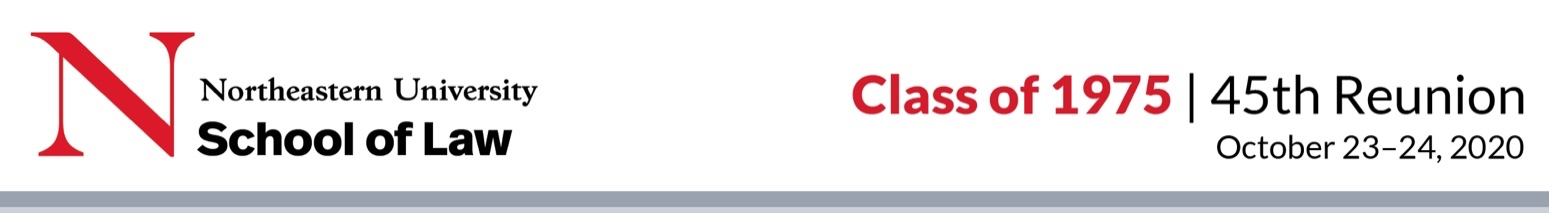 N
Northeastern University
School of Law
Class of 1975 | 45th Reunion
October 23–24, 2020